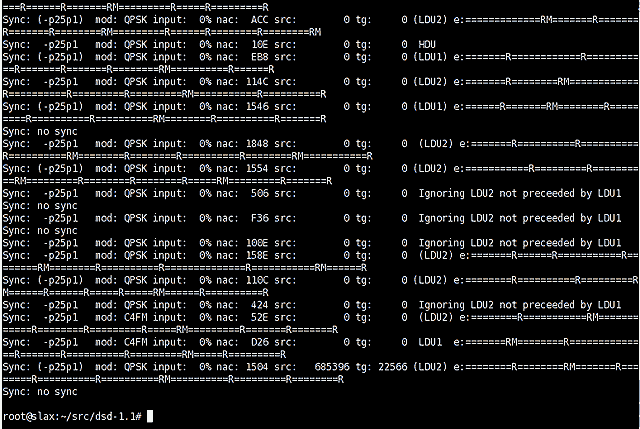 ===R======R=======RM==========R=====R=========R
Sync: (-p25p1)  mod: QPSK input:  0% nac:  ACC src:        0 tg:     0 (LDU2) e:=============RM=======R======
R=======R========RM=========R======R========R========RM
Sync:  -p25p1   mod: QPSK input:  0% nac:  10E src:        0 tg:     0  HDU
Sync: (-p25p1)  mod: QPSK input:  0% nac:  EB8 src:        0 tg:     0 (LDU1) e:=======R============R========
==R=======R=======RM========R=======R
Sync:  -p25p1   mod: QPSK input:  0% nac: 114C src:        0 tg:     0  (LDU2) e:=======R========RM==========
R==========R========R==========RM==========R==========R
Sync: (-p25p1)  mod: QPSK input:  0% nac: 1546 src:        0 tg:     0 (LDU1) e:======R========RM=========R==
====R==========R==========RM========R========R
Sync: no sync
Sync:  -p25p1   mod: QPSK input:  0% nac: 1848 src:        0 tg:     0  (LDU2) e:=======R==========R=========
R=======RM========R=======R========R=========RM==========R
Sync: (-p25p1)  mod: QPSK input:  0% nac: 1554 src:        0 tg:     0 (LDU2) e:===========R=========R=======
==RM=========R=======R========RM=======R=======R
Sync:  -p25p1   mod: QPSK input:  0% nac:  506 src:        0 tg:     0  Ignoring LDU2 not preceeded by LDU1
Sync: no sync
Sync:  -p25p1   mod: QPSK input:  0% nac:  F36 src:        0 tg:     0  Ignoring LDU2 not preceeded by LDU1
Sync: no sync
Sync:  -p25p1   mod: QPSK input:  0% nac: 100E src:        0 tg:     0  Ignoring LDU2 not preceeded by LDU1
Sync:  -p25p1   mod: QPSK input:  0% nac: 158E src:        0 tg:     0  (LDU2) e:=======R===========R========
======RM=======R========R========R==========RM======R
Sync: (-p25p1)  mod: QPSK input:  0% nac: 110C src:        0 tg:     0 (LDU2) e:========R==========R=========R
M=====R=======RM=======R==========R
Sync:  -p25p1   mod: QPSK input:  0% nac:  424 src:        0 tg:     0  Ignoring LDU2 not preceeded by LDU1
Sync:  -p25p1   mod: C4FM input:  0% nac:  52E src:        0 tg:     0  (LDU2) e:========R==========RM=======
=====R========R=========R=====RM======R=======R=======R
Sync:  -p25p1   mod: C4FM input:  0% nac:  D26 src:        0 tg:     0  LDU1  e:======RM========R============
==R=======R=========R=======RM=====R==========R
Sync: (-p25p1)  mod: QPSK input:  0% nac: 1504 src:   685396 tg: 22566 (LDU2) e:========R=======RM=======R===
=====R===========R========RM=======R========R==========R
Sync: no sync
root@slax:~/src/dsd-1.1#